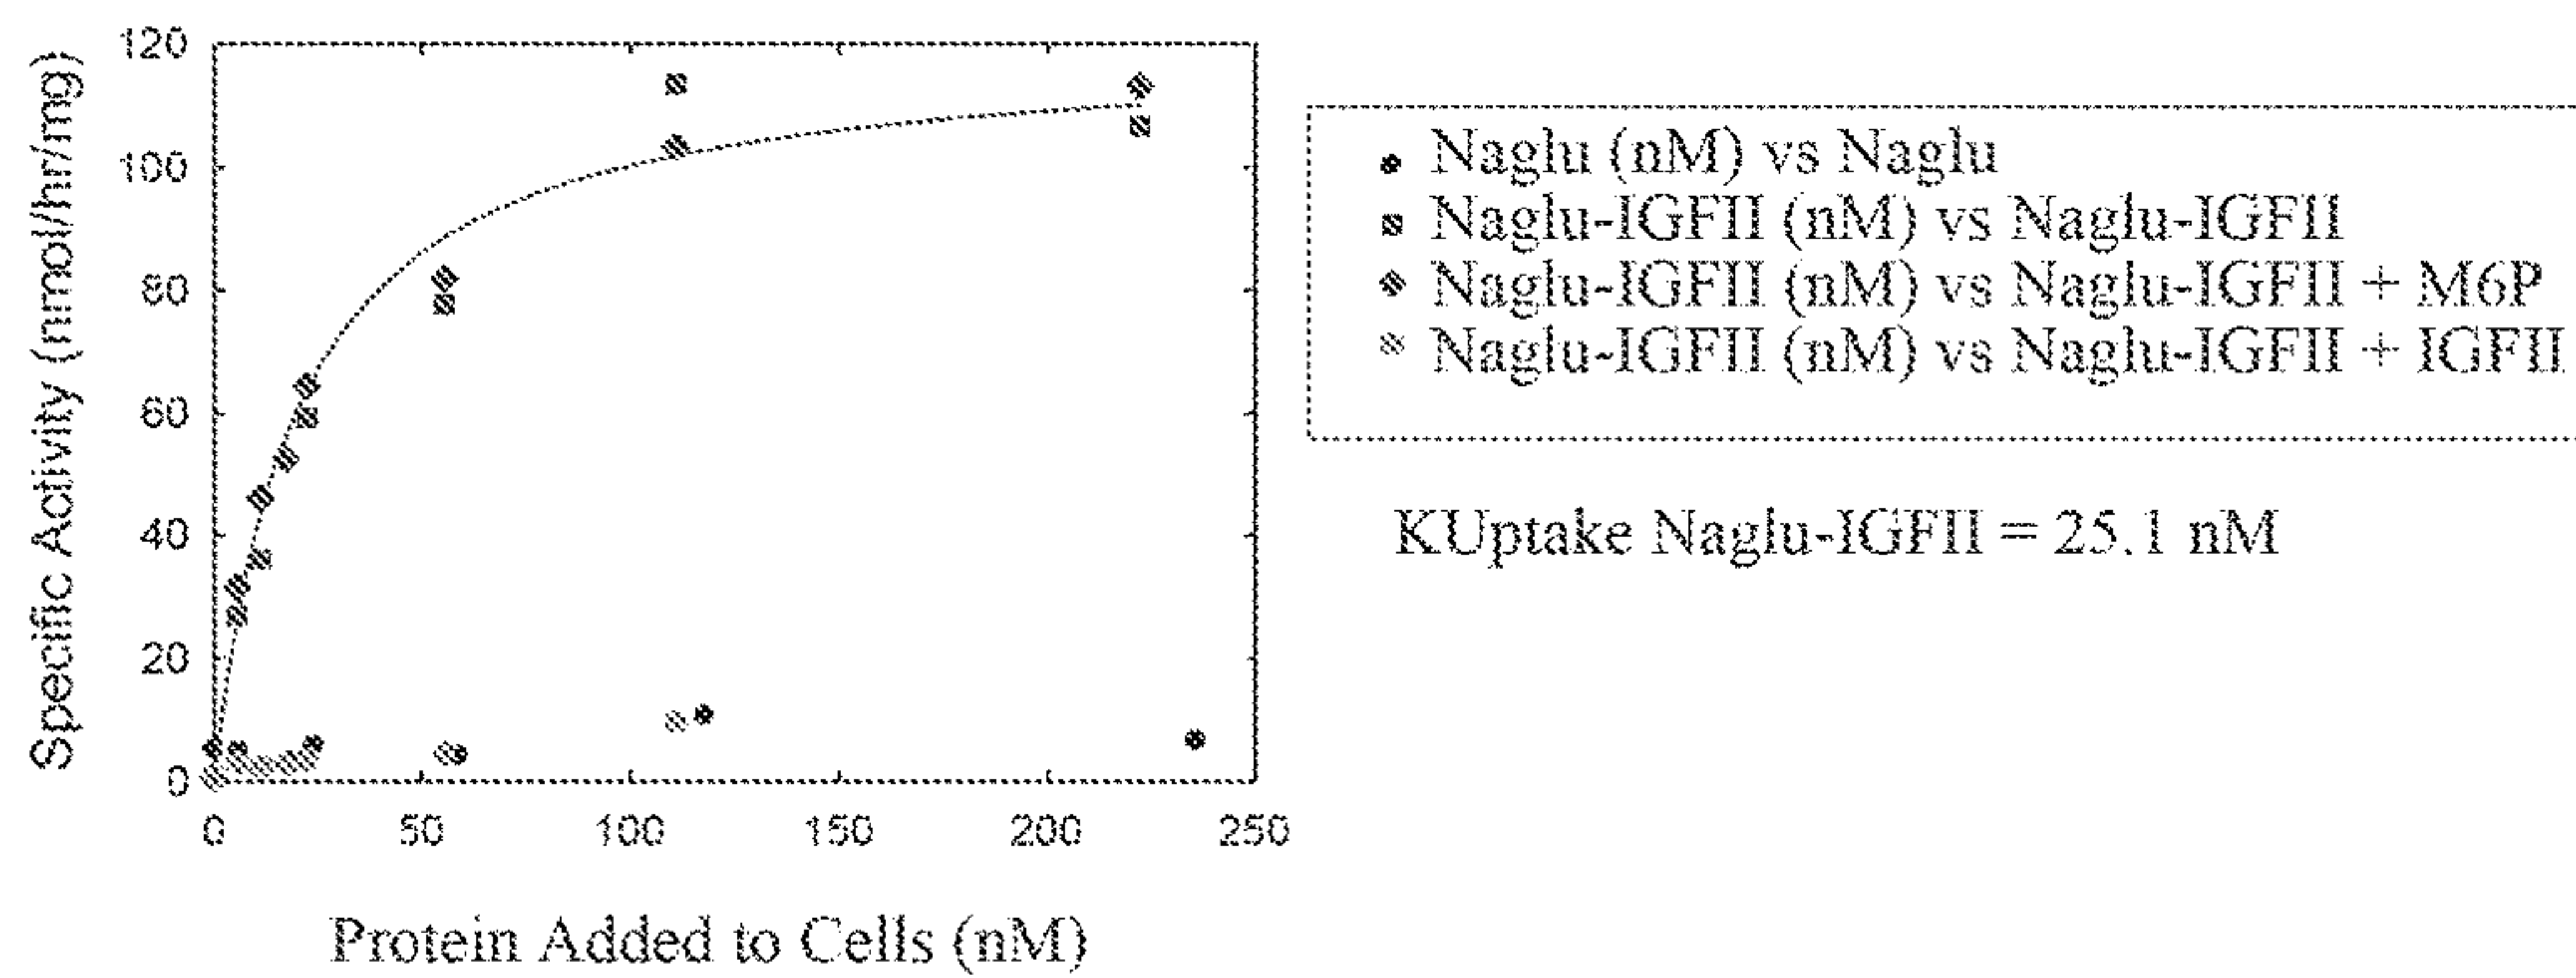 Specific Activity (nmol/hr/mg)
120
100
80
60
40
20
0
0 50 100 150 200 250
Protein Added to Cells (nM)
Naglu (nM) vs Naglu
Naglu-IGFII (nM) vs Naglu-IGFII
Naglu-IGFII (nM) vs Naglu-IGFII + M6P
Naglu-IGFII (nM) vs Naglu-IGFII + IGFII
KUptake Naglu-IGFII = 25.1 nM